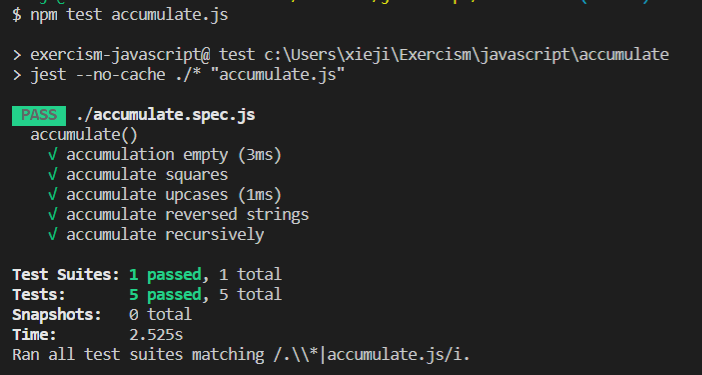 $ npm test accumulate.js
> exercism-javascript@ test c:\Users\xieji\Exercism\javascript\accumulate
> jest --no-cache ./* "accumulate.js"
PASS ./accumulate.spec.js
accumulate()
√ accumulation empty (3ms)
√ accumulate squares
√ accumulate upcases (1ms)
√ accumulate reversed strings
√ accumulate recursively
Test Suites: 1 passed, 1 total
Tests: 5 passed, 5 total
Snapshots: 0 total
Time: 2.525s
Ran all test suites matching /.\\*|accumulate.js/i.